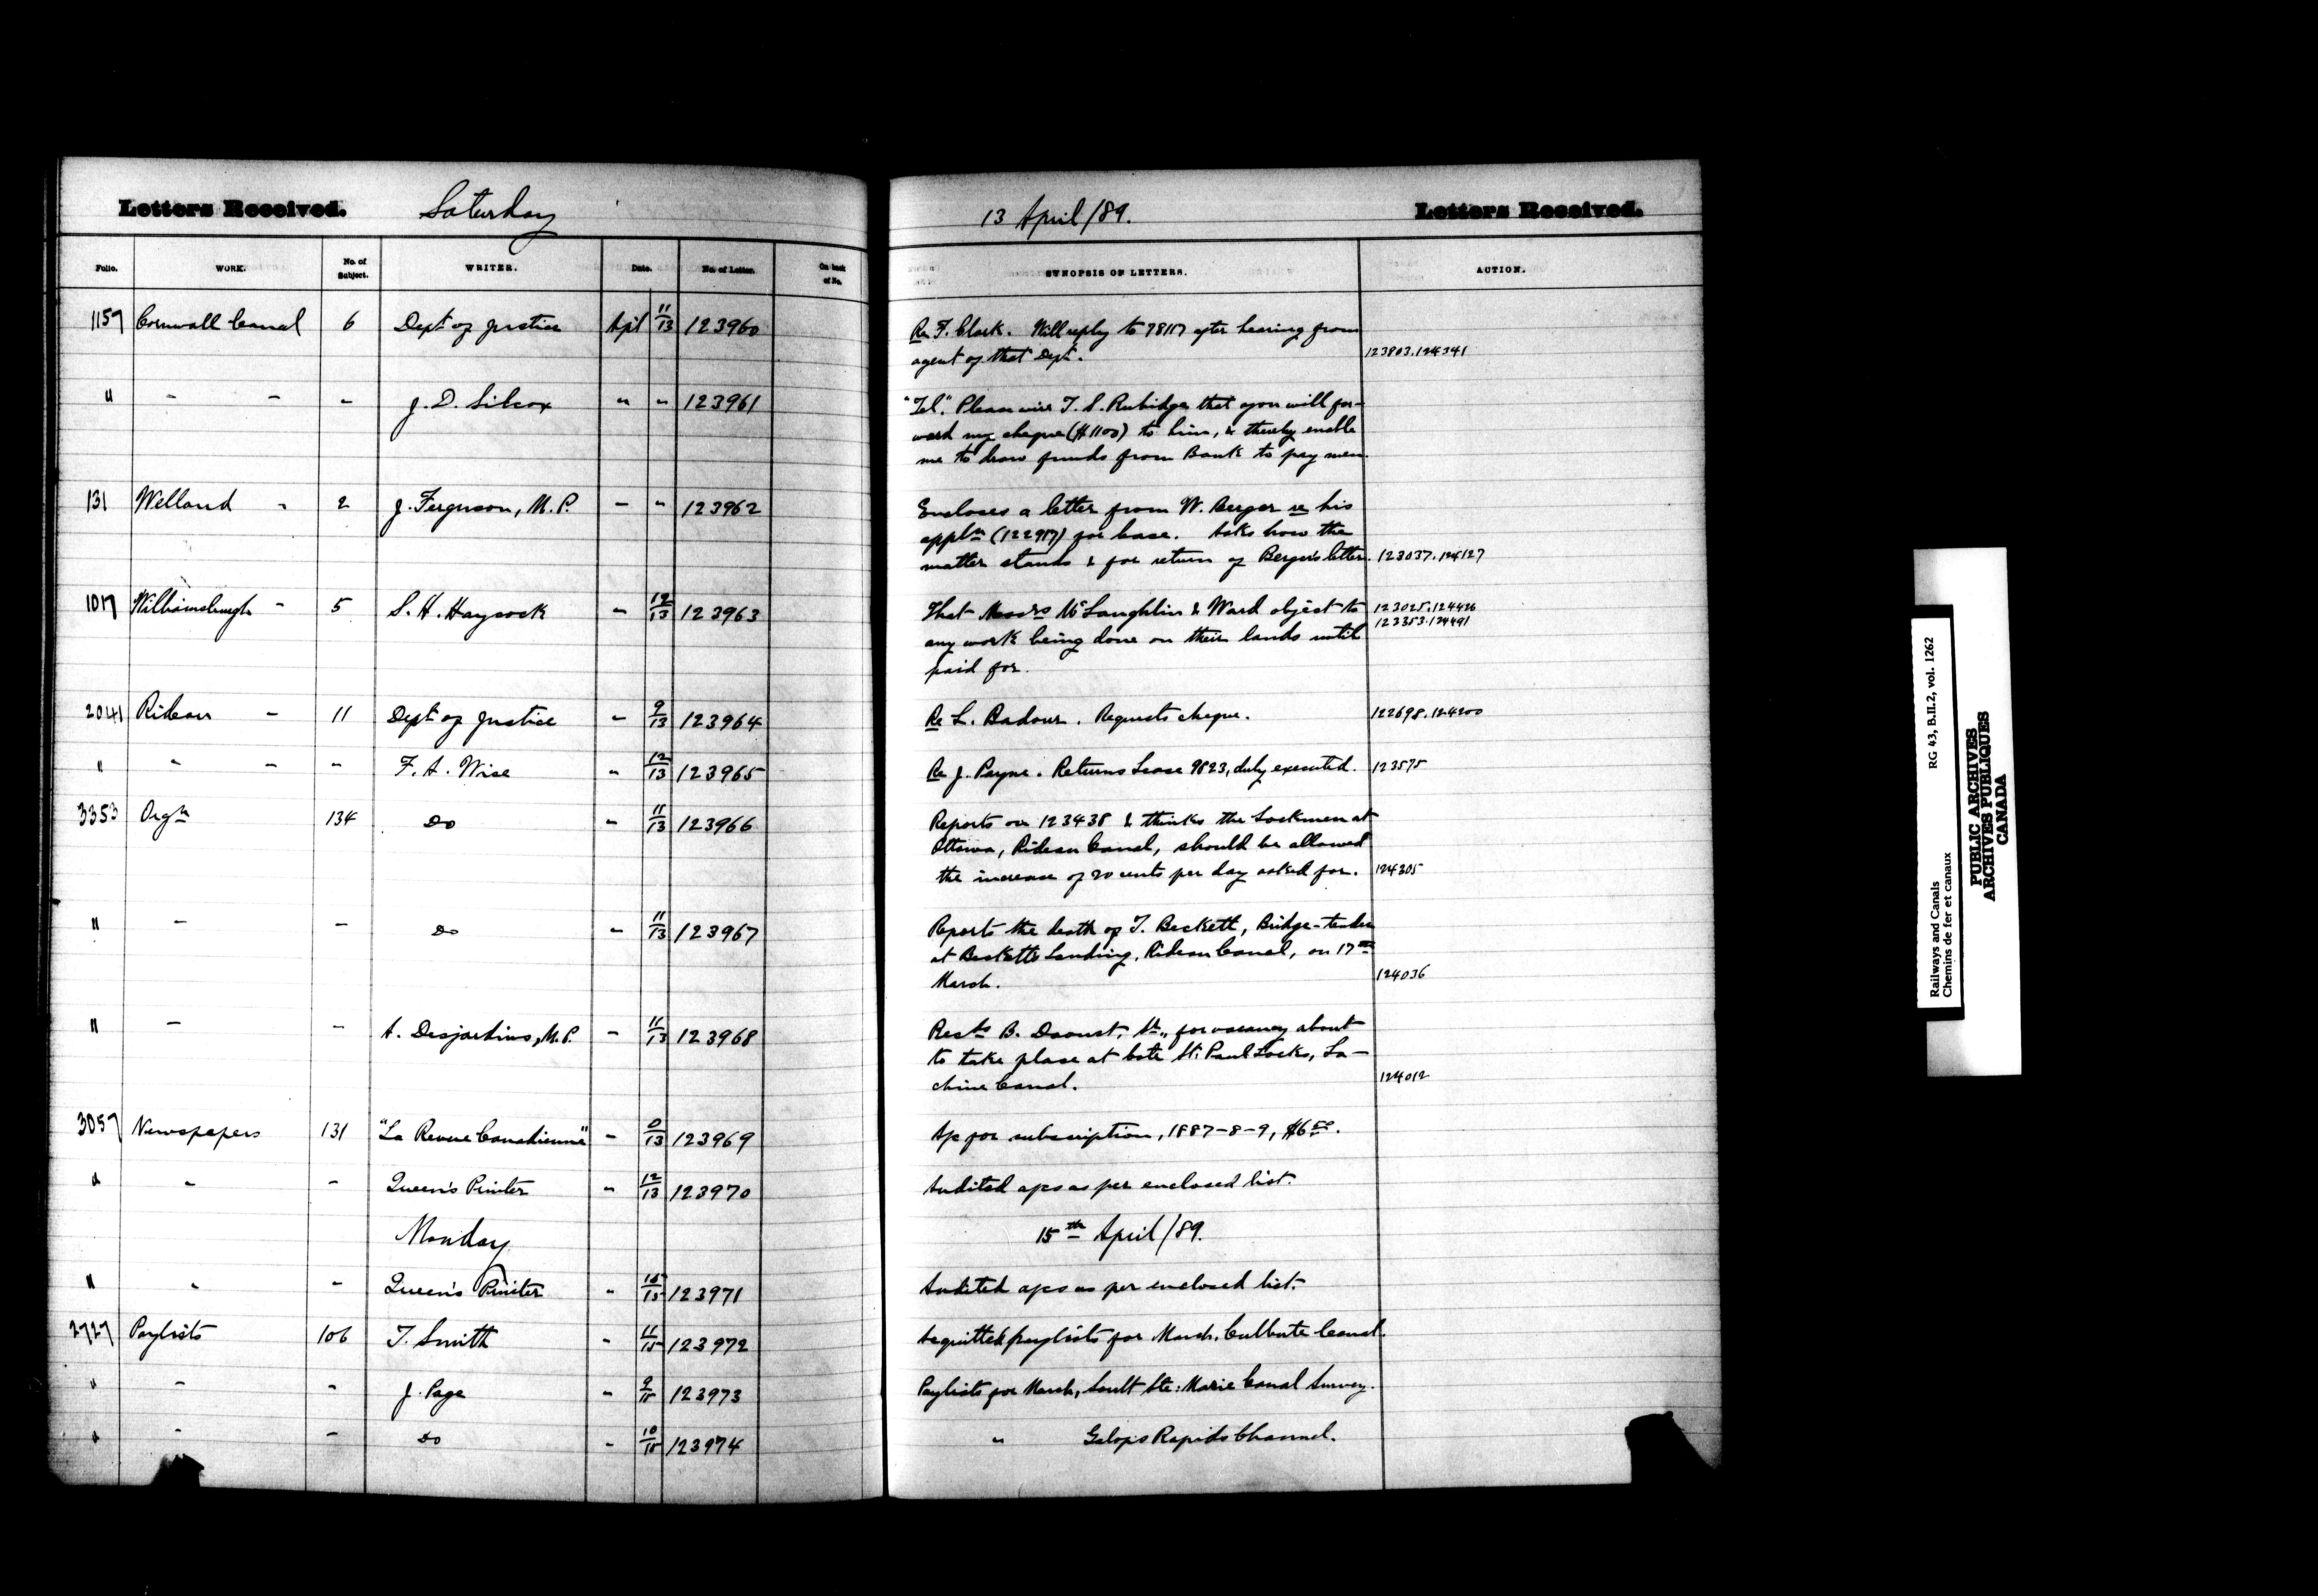 Letters Received. Saturday 13 April/89. Letters Received.
Folio. WORK. No. of Subject. WRITER. Date. No. of Letter. On back of No. SYNOPSIS OF LETTERS. ACTION.
1157 Cornwall Canal 6 Dept of Justice Apl 11/13 123960 Re F. Clark. Will reply to 78117 after hearing from
agent of that Dept. 123803.124341
" - - - J. D. Silcox " " 123961 "Tel." Please wire T. S. Rubidge that you will for-
ward my cheque ($1100) to him, & thereby enable
me to draw funds from Bank to pay men.
131 Welland " 2 J. Ferguson, M.P. - " 123962 Encloses a letter from W. Berger re his
appln (122917) for lease. Asks how the
matter stands & for return of Berger's letter. 123037.124127
1017 Williamsburgh - 5 S. H. Haycock " 12/13 123963 That Messrs McLaughlin & Ward object to 123025.124426
any work being done on their lands until 123353.124491
paid for.
2041 Rideau - 11 Dept of Justice - 9/13 123964 Re L. Badour. Requests cheque. 122698.124200
" " - " F. A. Wise " 12/13 123965 Re J. Payne. Returns Lease 9823, duly executed. 123575
3353 Orgn 134 Do " 11/13 123966 Reports on 123438 & thinks the Lockmen at
Ottawa, Rideau Canal, should be allowed
the increase of 20 cents per day asked for. 124305
" - - Do - 11/13 123967 Reports the death of T. Beckett, Bridge-tender
at Becketts Landing, Rideau Canal, on 17th
March. 124036
" - - A. Desjardins, M.P. - 11/13 123968 Recds B. Daoust, Sr., for vacancy about
to take place at Cote St. Paul Locks, La-
chine Canal. 124012
3057 Newspapers 131 "La Revue Canadienne" - 0/13 123969 A/c for subscription, 1887-8-9, $6.00.
" " - Queen's Printer " 12/13 123970 Audited a/cs as per enclosed list.
Monday 15th April/89.
" " - Queen's Printer " 123971 Audited a/cs as per enclosed list.
2727 Paylists 106 T. Smith - 11/15 123972 Acquitted paylists for March, Culbute Canal.
" - - J. Page " 9/15 123973 Paylists for March, Sault Ste: Marie Canal Survey.
" - - Do - 10/15 123974 " Galops Rapids Channel.
Railways and Canals RG 43, B.II.2, vol. 1262
Chemins de fer et canaux
PUBLIC ARCHIVES
ARCHIVES PUBLIQUES
CANADA